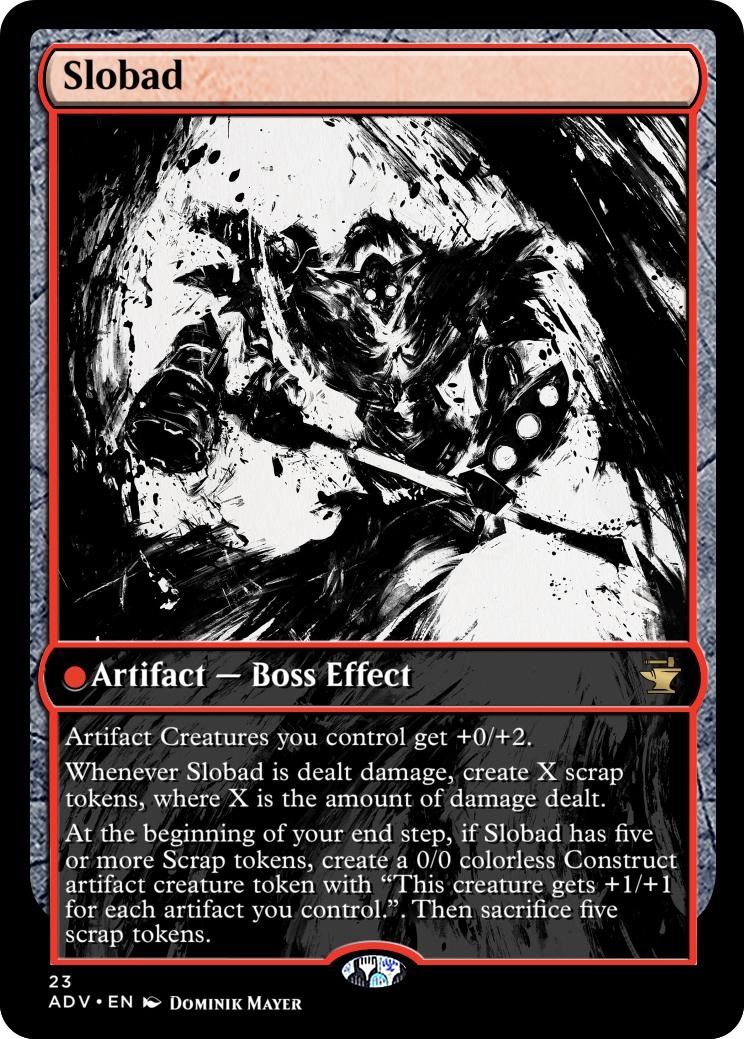 Slobad
Artifact — Boss Effect
Artifact Creatures you control get +0/+2.
Whenever Slobad is dealt damage, create X scrap
tokens, where X is the amount of damage dealt.
At the beginning of your end step, if Slobad has five
or more Scrap tokens, create a 0/0 colorless Construct
artifact creature token with “This creature gets +1/+1
for each artifact you control.”. Then sacrifice five
scrap tokens.
23
ADV • EN DOMINIK MAYER